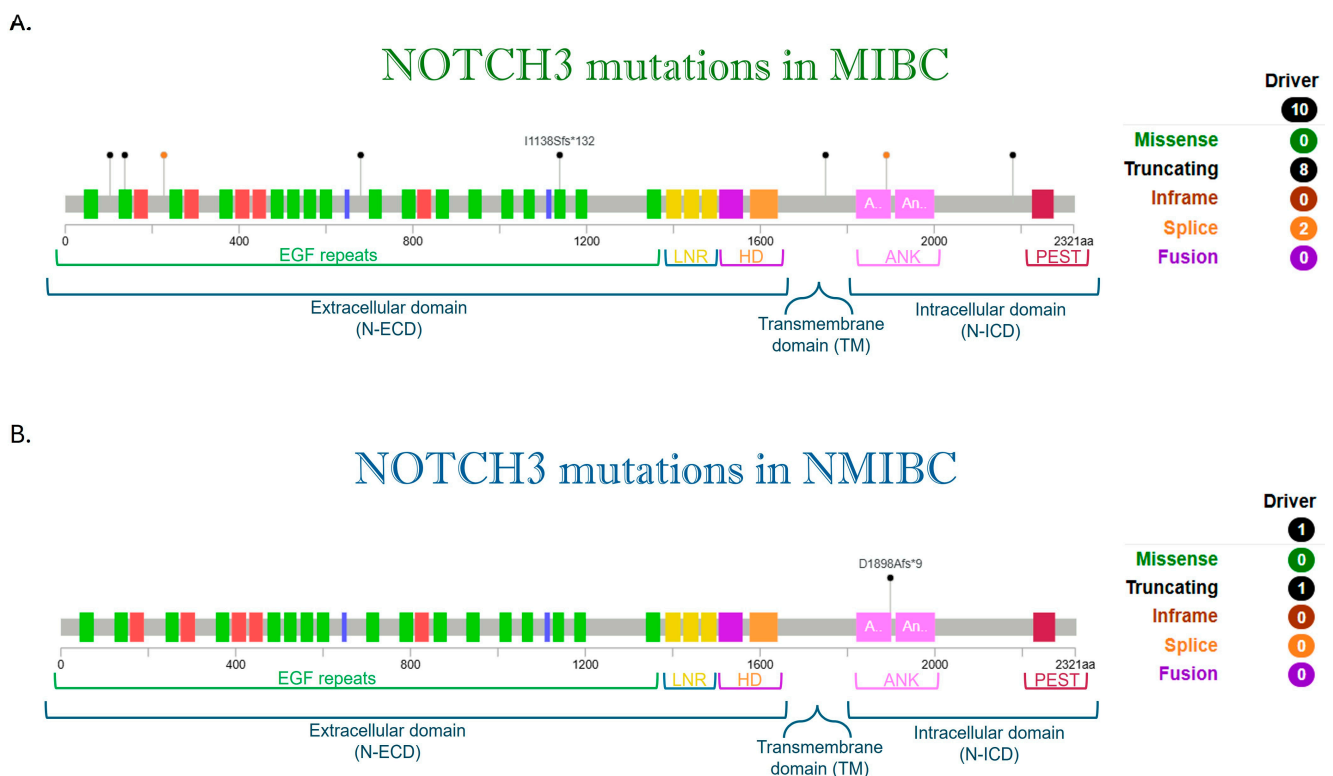 A.
NOTCH3 mutations in MIBC
Driver
10
Missense 0
Truncating 8
Inframe 0
Splice 2
Fusion 0
I1138Sfs*132
A.. An..
0 400 800 1200 1600 2000 2321aa
EGF repeats LNR HD ANK PEST
Extracellular domain
(N-ECD)
Transmembrane
domain (TM)
Intracellular domain
(N-ICD)
B.
NOTCH3 mutations in NMIBC
Driver
1
Missense 0
Truncating 1
Inframe 0
Splice 0
Fusion 0
D1898Afs*9
A.. An..
0 400 800 1200 1600 2000 2321aa
EGF repeats LNR HD ANK PEST
Extracellular domain
(N-ECD)
Transmembrane
domain (TM)
Intracellular domain
(N-ICD)